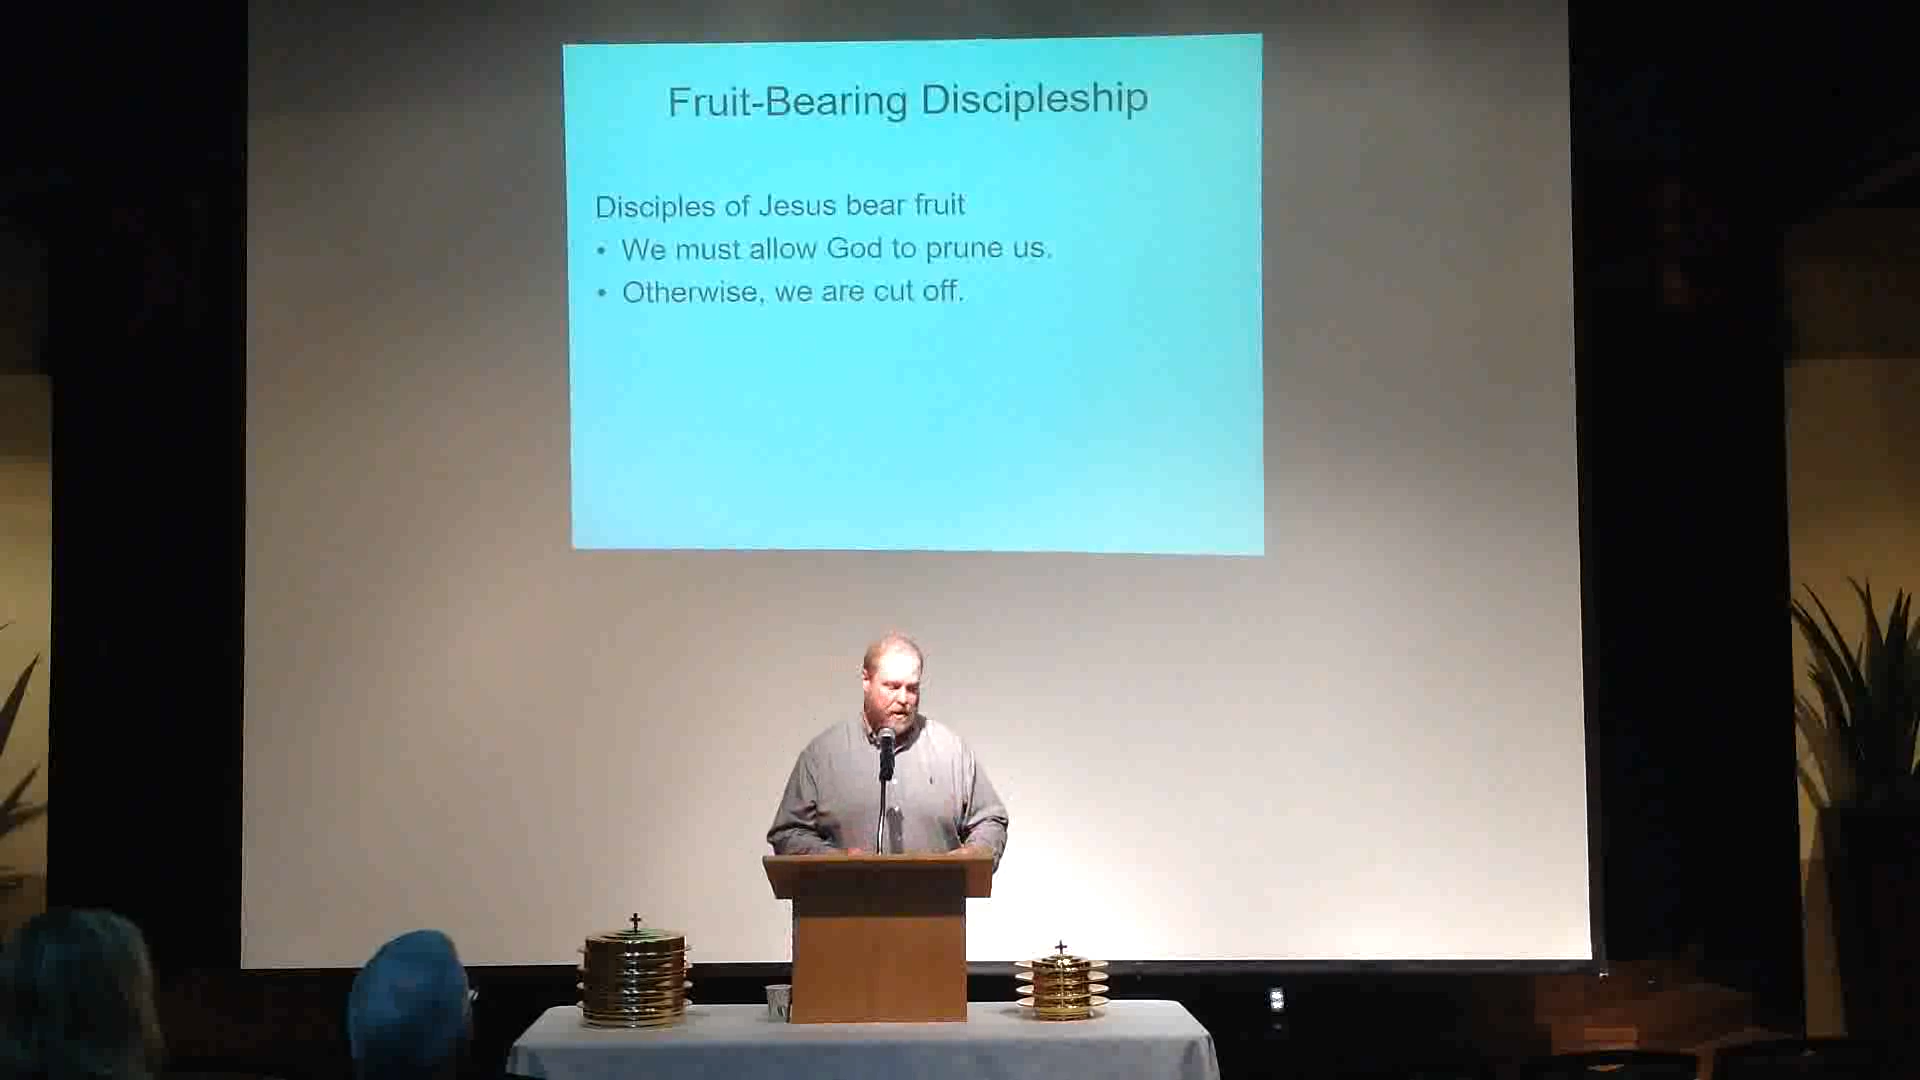 Fruit-Bearing Discipleship
Disciples of Jesus bear fruit
• We must allow God to prune us.
• Otherwise, we are cut off.